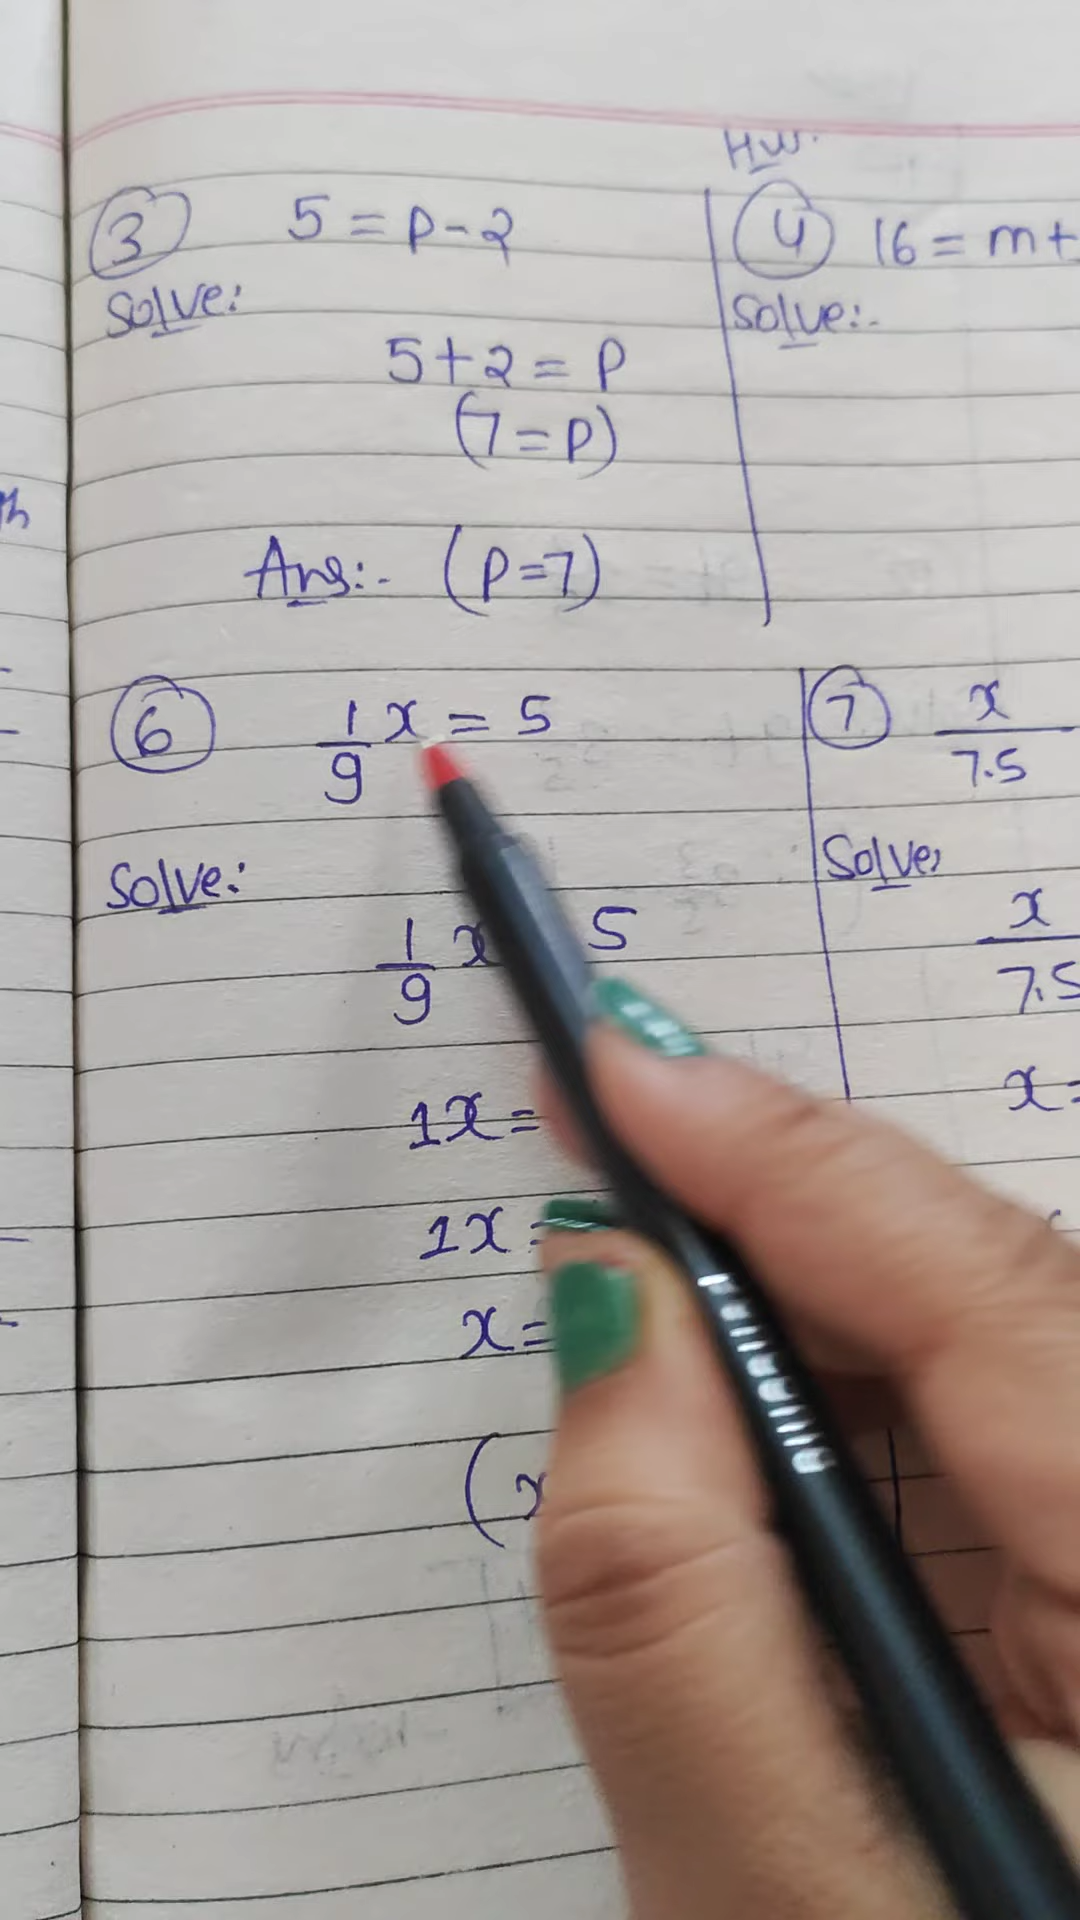 H.W.
③ 5 = p - 2
Solve:
5 + 2 = p
(7 = p)
Ans:- (p = 7)
④ 16 = m +
Solve:-
⑥ 1/9 x = 5
Solve:
1/9 x 5
1x =
1x =
x =
(x
⑦ x/7.5
Solve,
x/7.5
x =